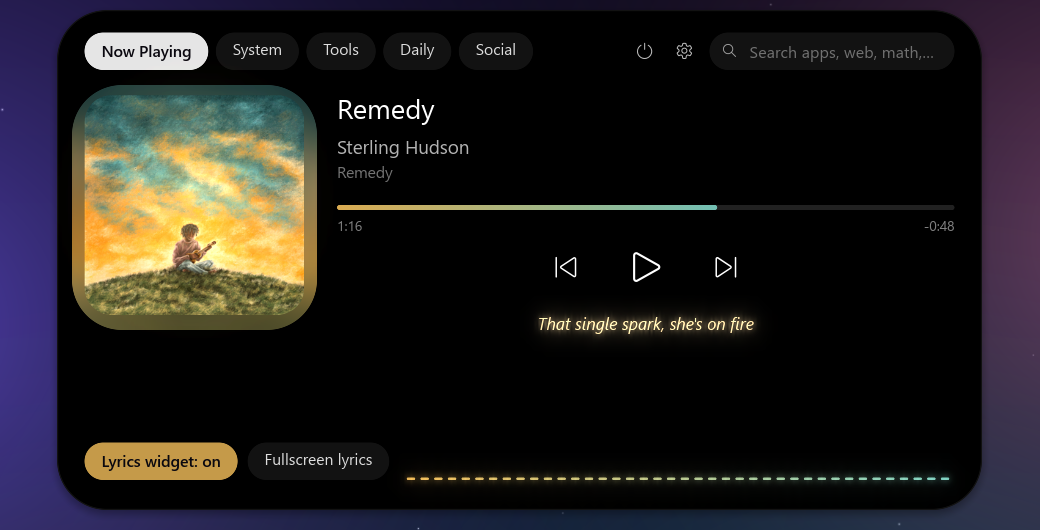 Now Playing
System
Tools
Daily
Social
Search apps, web, math,...
Remedy
Sterling Hudson
Remedy
1:16
-0:48
That single spark, she's on fire
Lyrics widget: on
Fullscreen lyrics